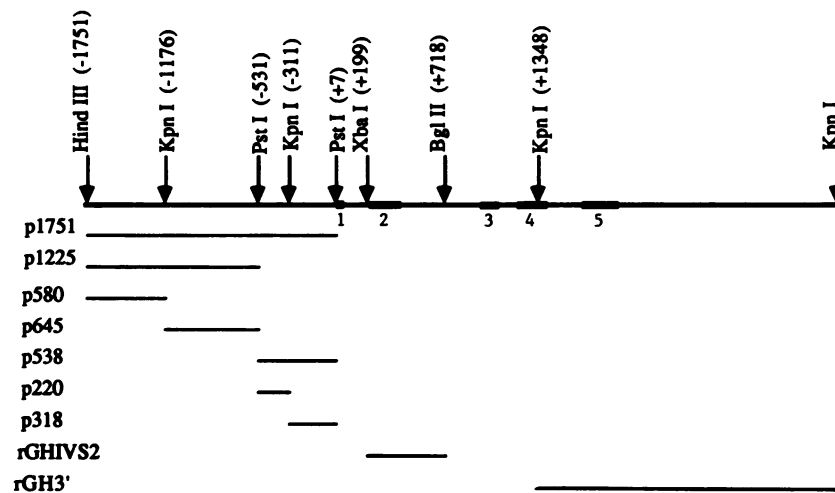 Hind III (-1751)
Kpn I (-1176)
Pst I (-531)
Kpn I (-311)
Pst I (+7)
Xba I (+199)
Bgl II (+718)
Kpn I (+1348)
Kpn I
1
2
3
4
5
p1751
p1225
p580
p645
p538
p220
p318
rGHIVS2
rGH3'